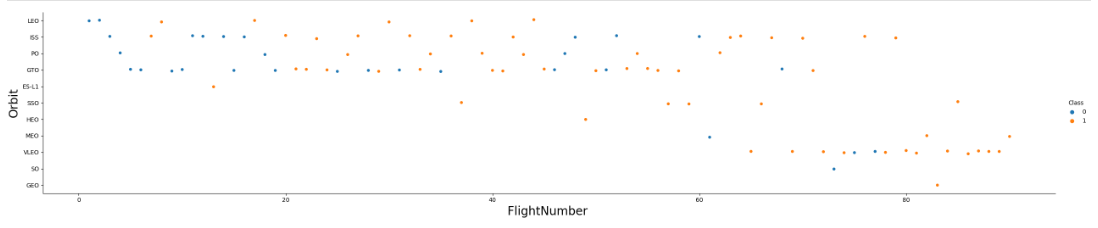 LEO
ISS
PO
GTO
ES-L1
SSO
HEO
MEO
VLEO
SO
GEO
Orbit
0 20 40 60 80
FlightNumber
Class
0
1